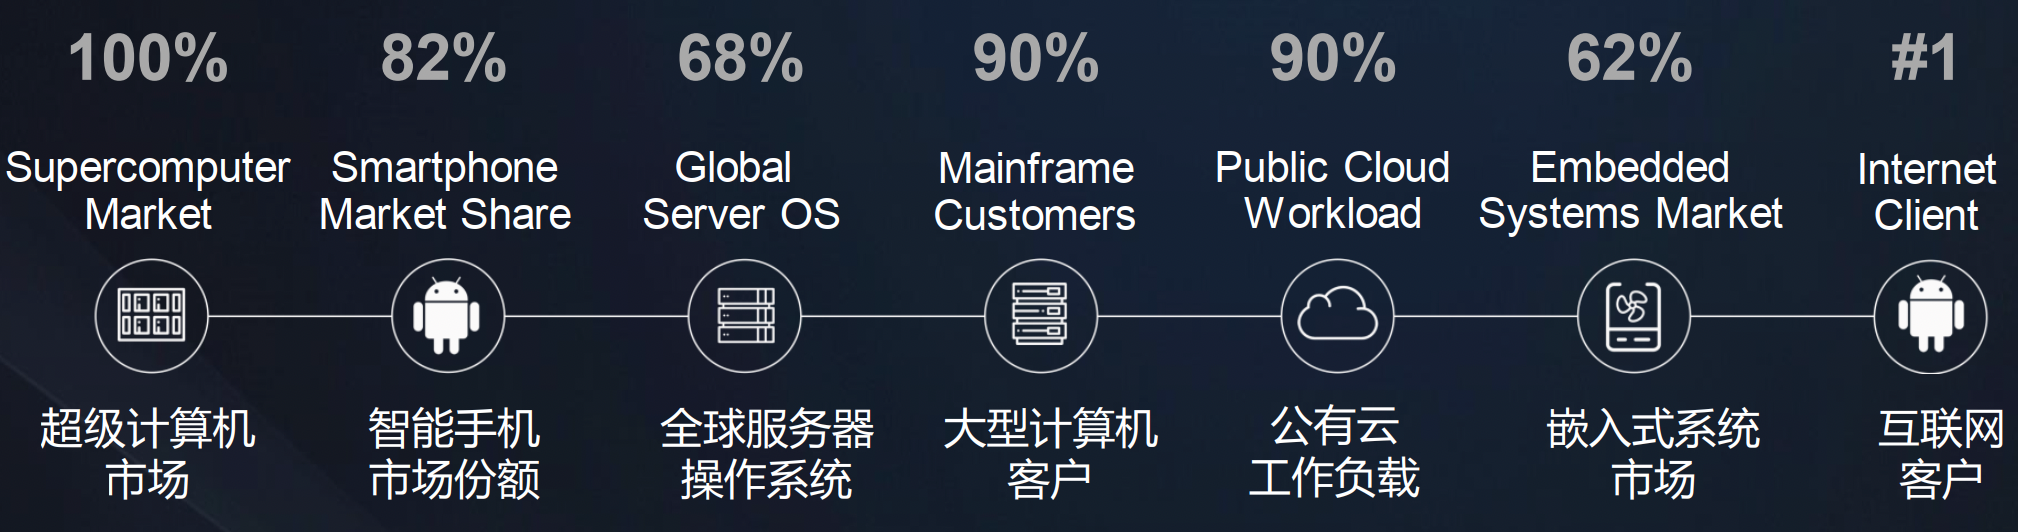 100%
Supercomputer
Market
超级计算机
市场
82%
Smartphone
Market Share
智能手机
市场份额
68%
Global
Server OS
全球服务器
操作系统
90%
Mainframe
Customers
大型计算机
客户
90%
Public Cloud
Workload
公有云
工作负载
62%
Embedded
Systems Market
嵌入式系统
市场
#1
Internet
Client
互联网
客户